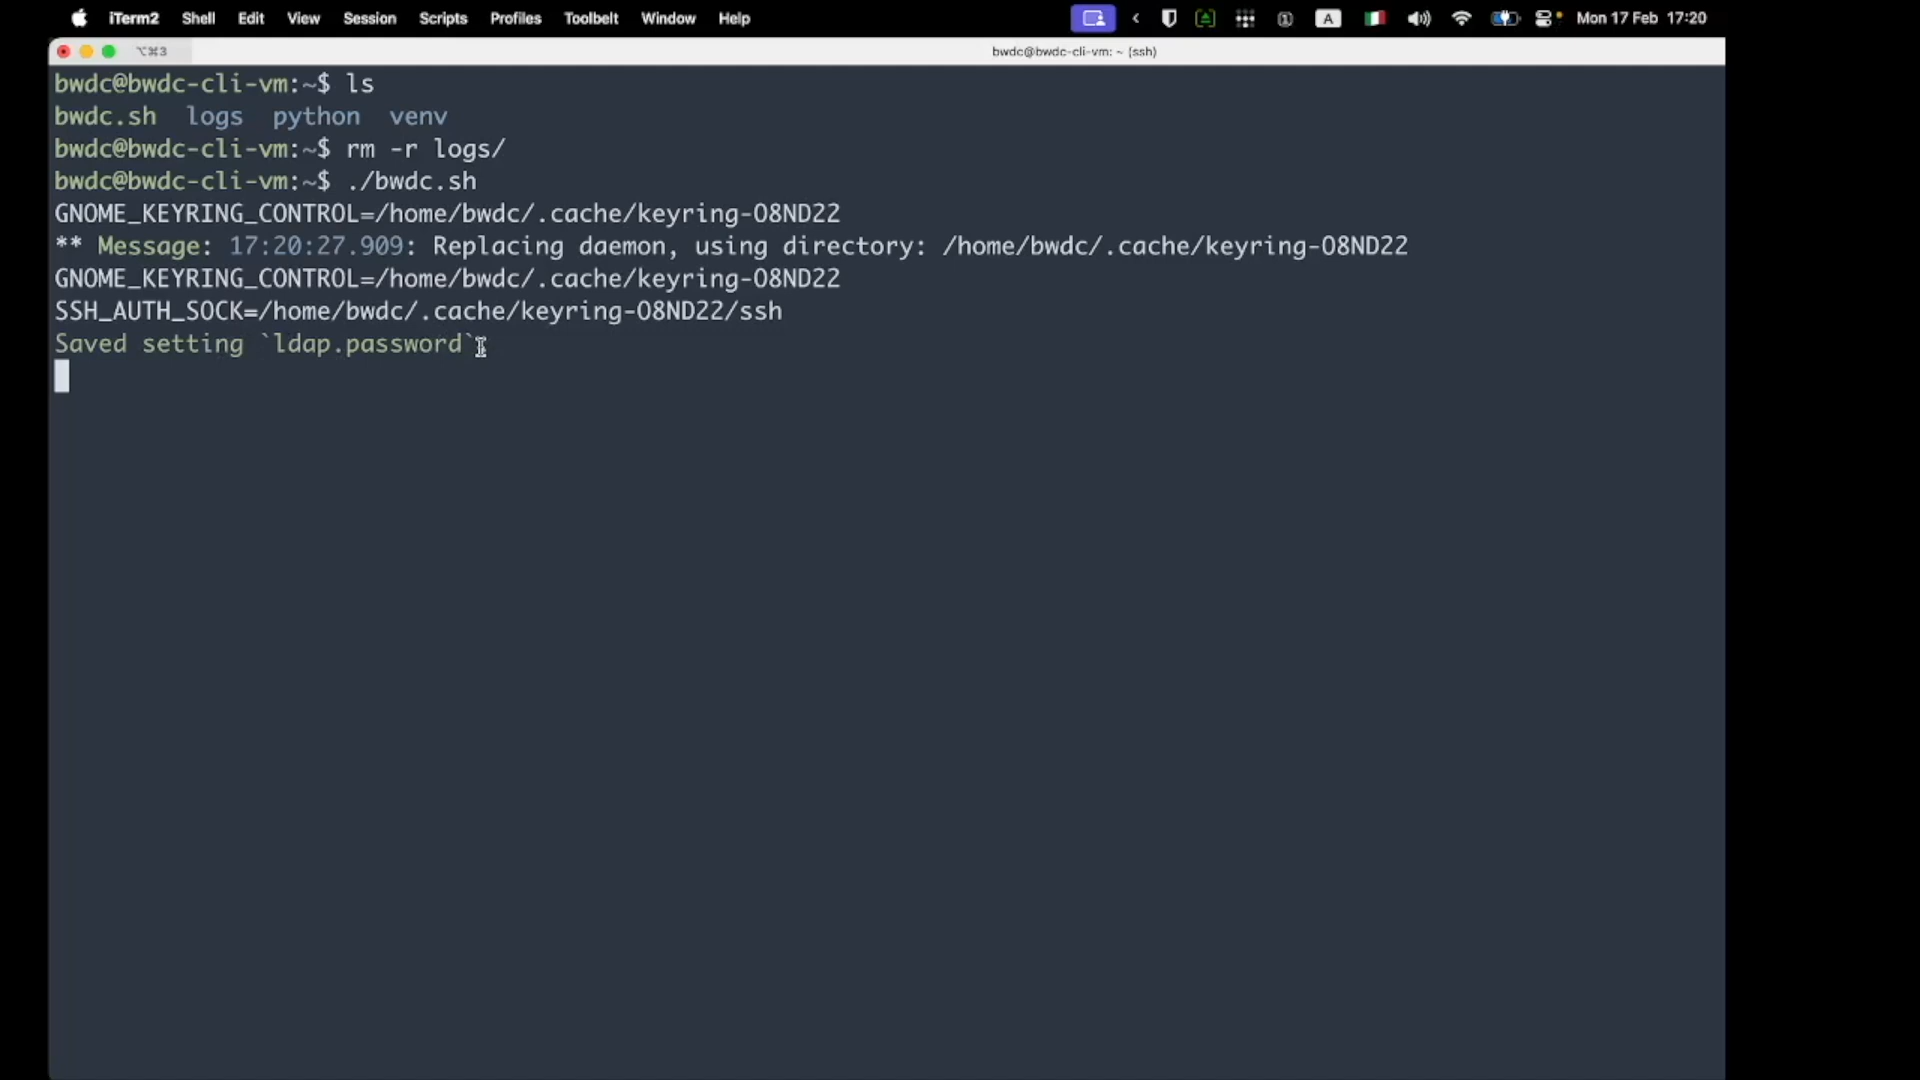 iTerm2 Shell Edit View Session Scripts Profiles Toolbelt Window Help A Mon 17 Feb 17:20
⌥⌘3 bwdc@bwdc-cli-vm: ~ (ssh)
bwdc@bwdc-cli-vm:~$ ls
bwdc.sh logs python venv
bwdc@bwdc-cli-vm:~$ rm -r logs/
bwdc@bwdc-cli-vm:~$ ./bwdc.sh
GNOME_KEYRING_CONTROL=/home/bwdc/.cache/keyring-O8ND22
** Message: 17:20:27.909: Replacing daemon, using directory: /home/bwdc/.cache/keyring-O8ND22
GNOME_KEYRING_CONTROL=/home/bwdc/.cache/keyring-O8ND22
SSH_AUTH_SOCK=/home/bwdc/.cache/keyring-O8ND22/ssh
Saved setting `ldap.password`